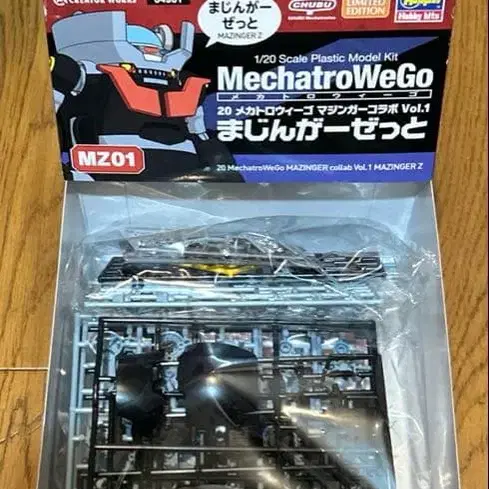 CREATOR WORKS
まじんがー
ぜっと
MAZINGER Z
CHUBU
CHUBU Mechatronics
LIMITED
EDITION
Hasegawa
Hobby kits
1/20 Scale Plastic Model Kit
MechatroWeGo
メカトロウィーゴ
20 メカトロウィーゴ マジンガーコラボ Vol.1
まじんがーぜっと
MZ01
20 MechatroWeGo MAZINGER collab Vol.1 MAZINGER Z